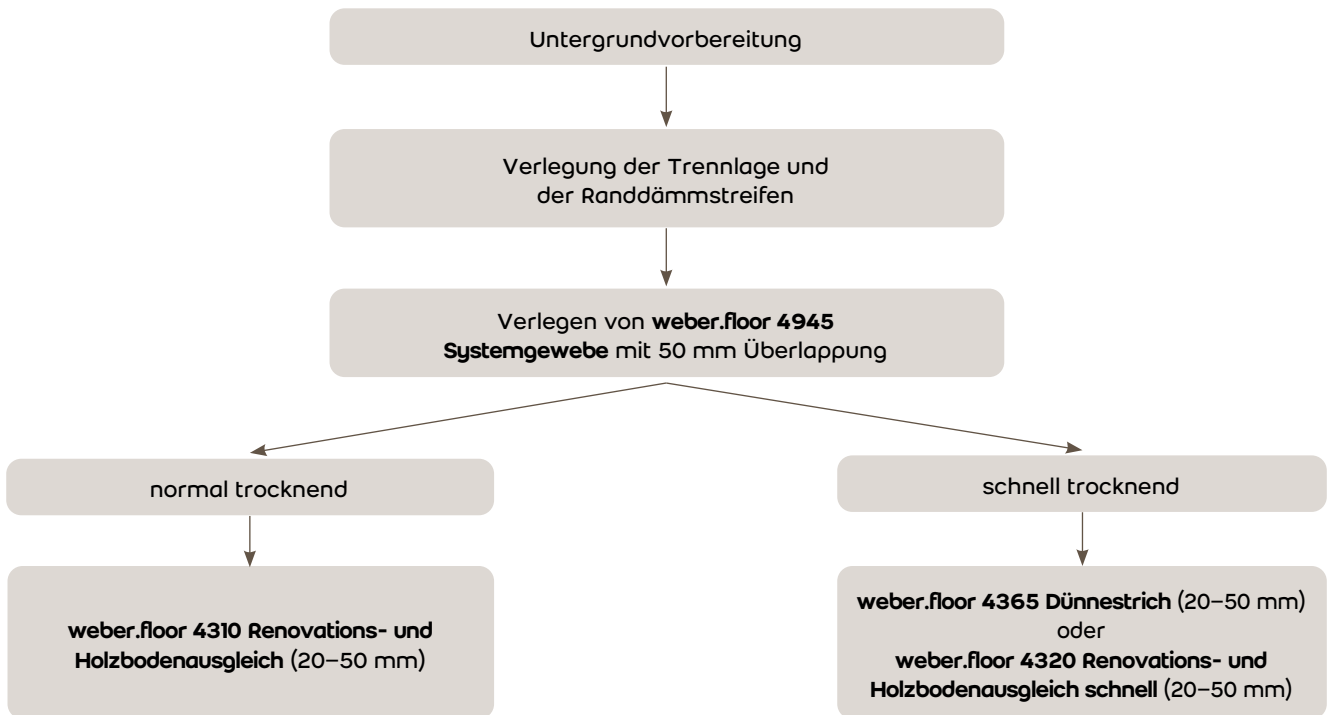 Untergrundvorbereitung
Verlegung der Trennlage und
der Randdämmstreifen
Verlegen von weber.floor 4945
Systemgewebe mit 50 mm Überlappung
normal trocknend
schnell trocknend
weber.floor 4310 Renovations- und
Holzbodenausgleich (20–50 mm)
weber.floor 4365 Dünnestrich (20–50 mm)
oder
weber.floor 4320 Renovations- und
Holzbodenausgleich schnell (20–50 mm)